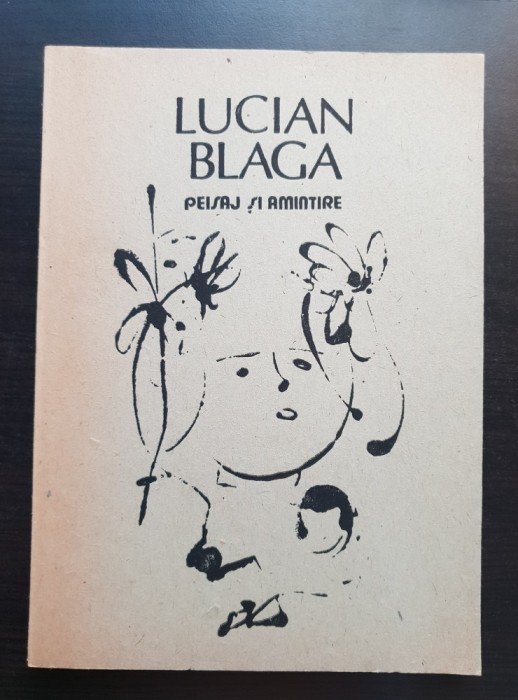 LUCIAN
BLAGA
PEISAJ ȘI AMINTIRE